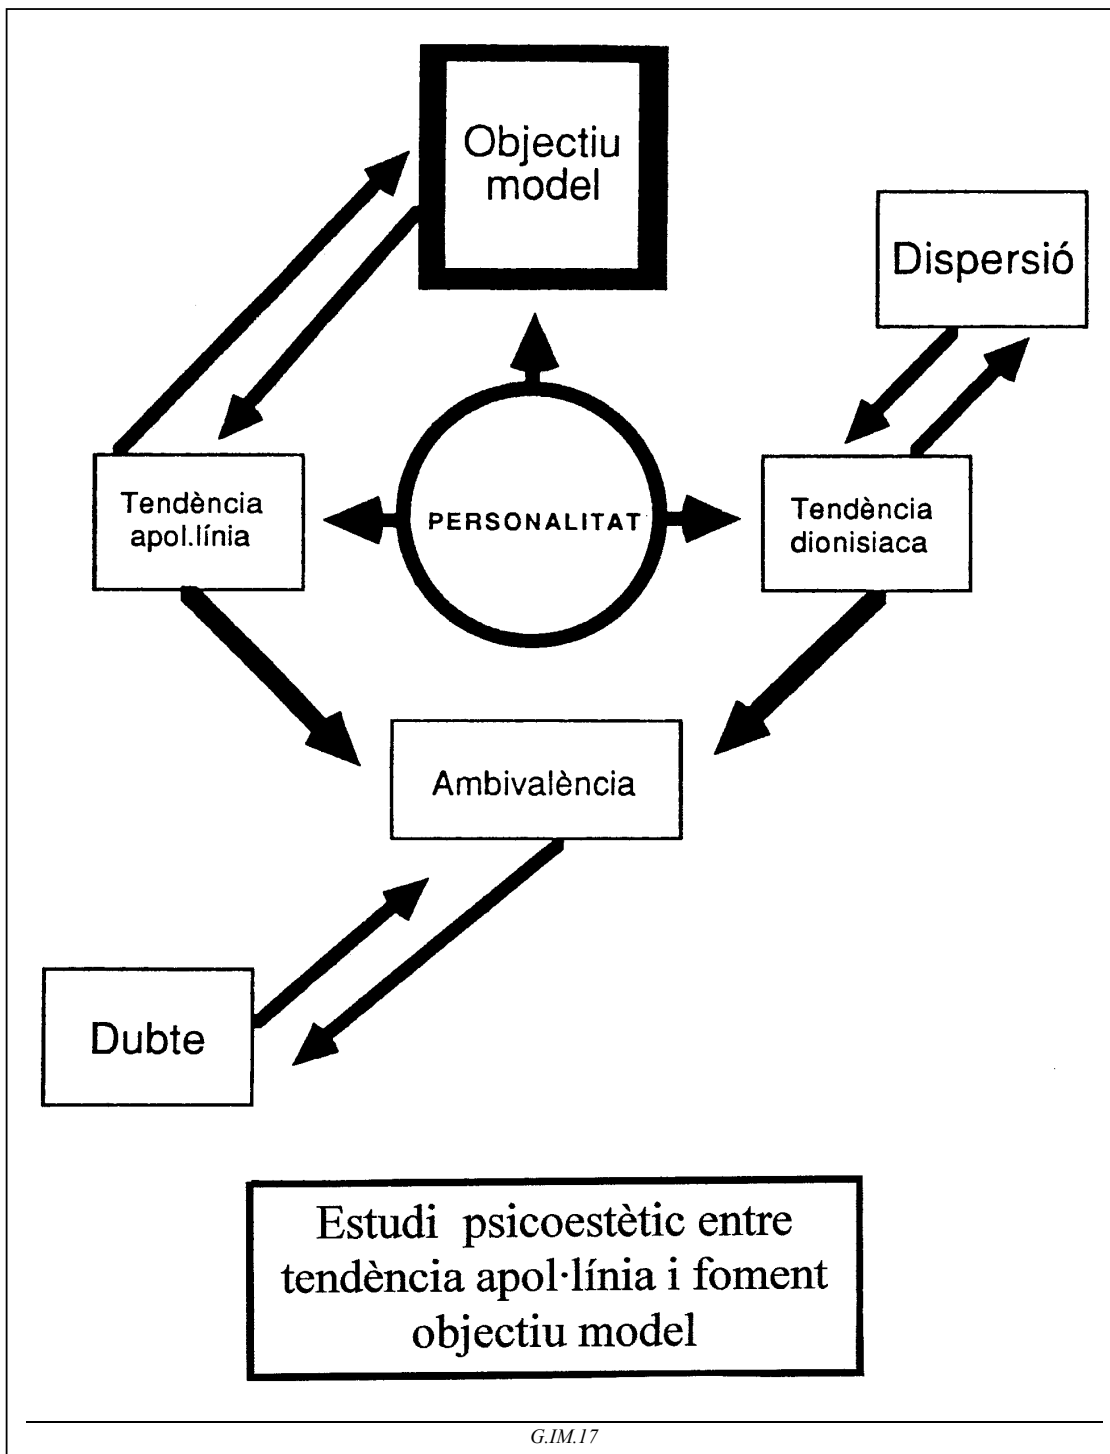 Objectiu
model
Dispersió
Tendència
apol.línia
PERSONALITAT
Tendència
dionisiaca
Ambivalència
Dubte
Estudi psicoestètic entre
tendència apol·línia i foment
objectiu model
G.IM.17